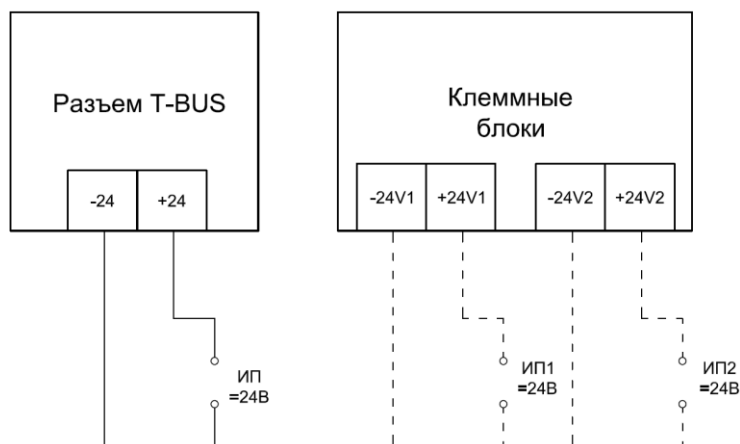 Разъем T-BUS
-24
+24
ИП
=24В
Клеммные
блоки
-24V1
+24V1
-24V2
+24V2
ИП1
=24В
ИП2
=24В